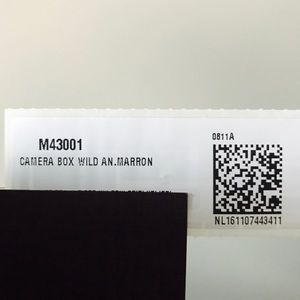 M43001
CAMERA BOX WILD AN.MARRON
0811A
NL161107443411